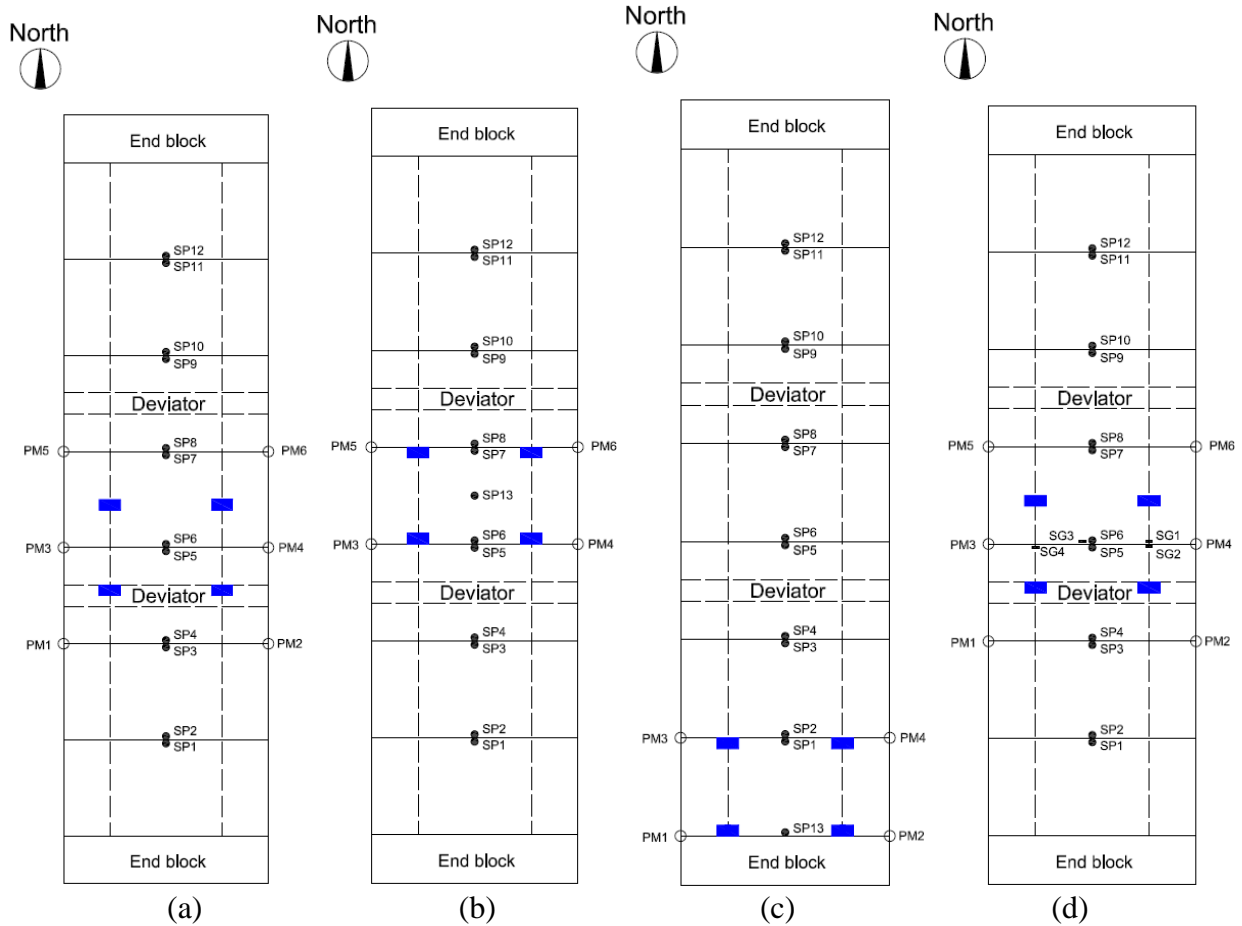 North
End block
SP12
SP11
SP10
SP9
Deviator
PM5
SP8
SP7
PM6
PM3
SP6
SP5
PM4
Deviator
PM1
SP4
SP3
PM2
SP2
SP1
End block
(a)
North
End block
SP12
SP11
SP10
SP9
Deviator
PM5
SP8
SP7
PM6
SP13
PM3
SP6
SP5
PM4
Deviator
SP4
SP3
SP2
SP1
End block
(b)
North
End block
SP12
SP11
SP10
SP9
Deviator
SP8
SP7
SP6
SP5
Deviator
SP4
SP3
PM3
SP2
SP1
PM4
PM1
SP13
PM2
End block
(c)
North
End block
SP12
SP11
SP10
SP9
Deviator
PM5
SP8
SP7
PM6
SG3
SP6
SG1
PM3
PM4
SG4
SP5
SG2
Deviator
PM1
SP4
SP3
PM2
SP2
SP1
End block
(d)